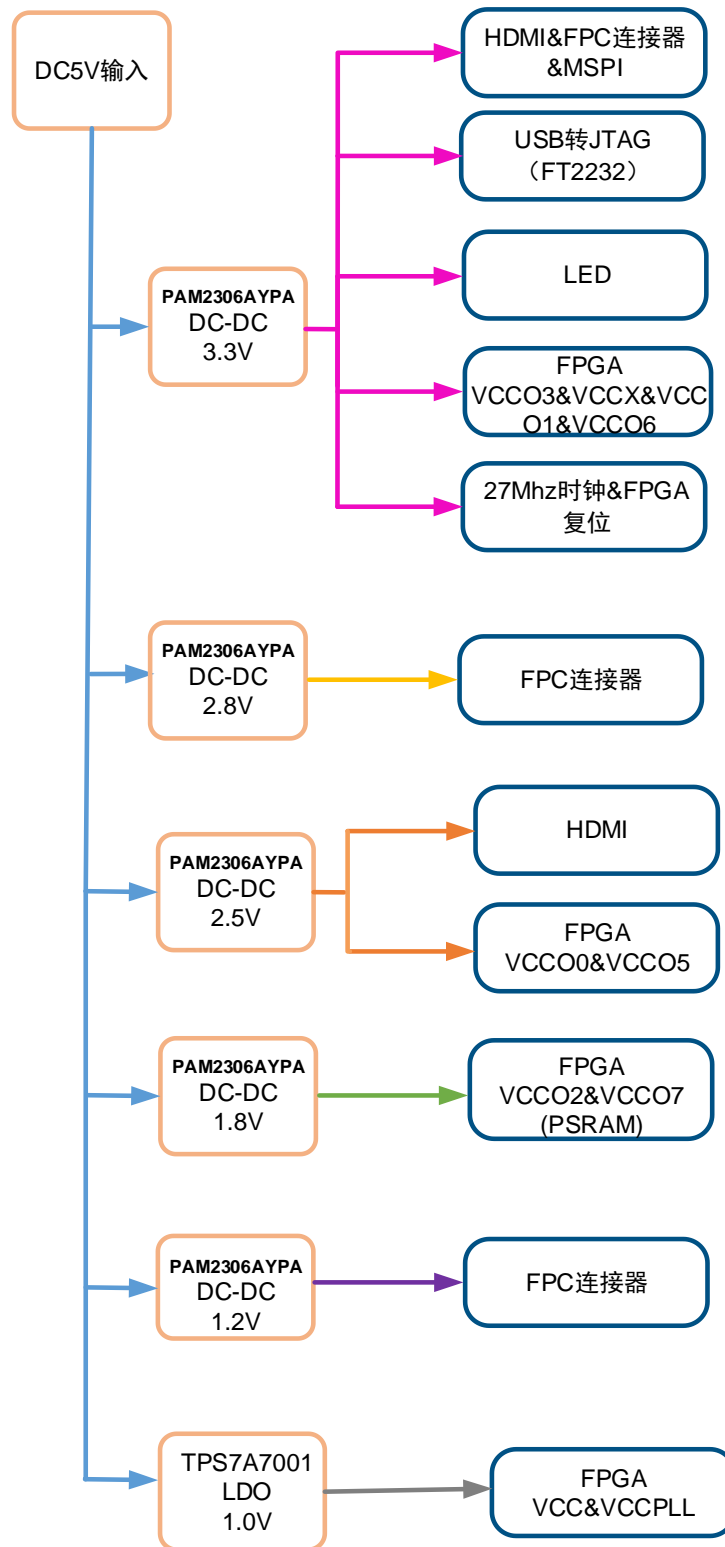 DC5V输入
HDMI&FPC连接器
&MSPI
USB转JTAG
（FT2232）
PAM2306AYPA
DC-DC
3.3V
LED
FPGA
VCCO3&VCCX&VCC
O1&VCCO6
27Mhz时钟&FPGA
复位
PAM2306AYPA
DC-DC
2.8V
FPC连接器
PAM2306AYPA
DC-DC
2.5V
HDMI
FPGA
VCCO0&VCCO5
PAM2306AYPA
DC-DC
1.8V
FPGA
VCCO2&VCCO7
(PSRAM)
PAM2306AYPA
DC-DC
1.2V
FPC连接器
TPS7A7001
LDO
1.0V
FPGA
VCC&VCCPLL